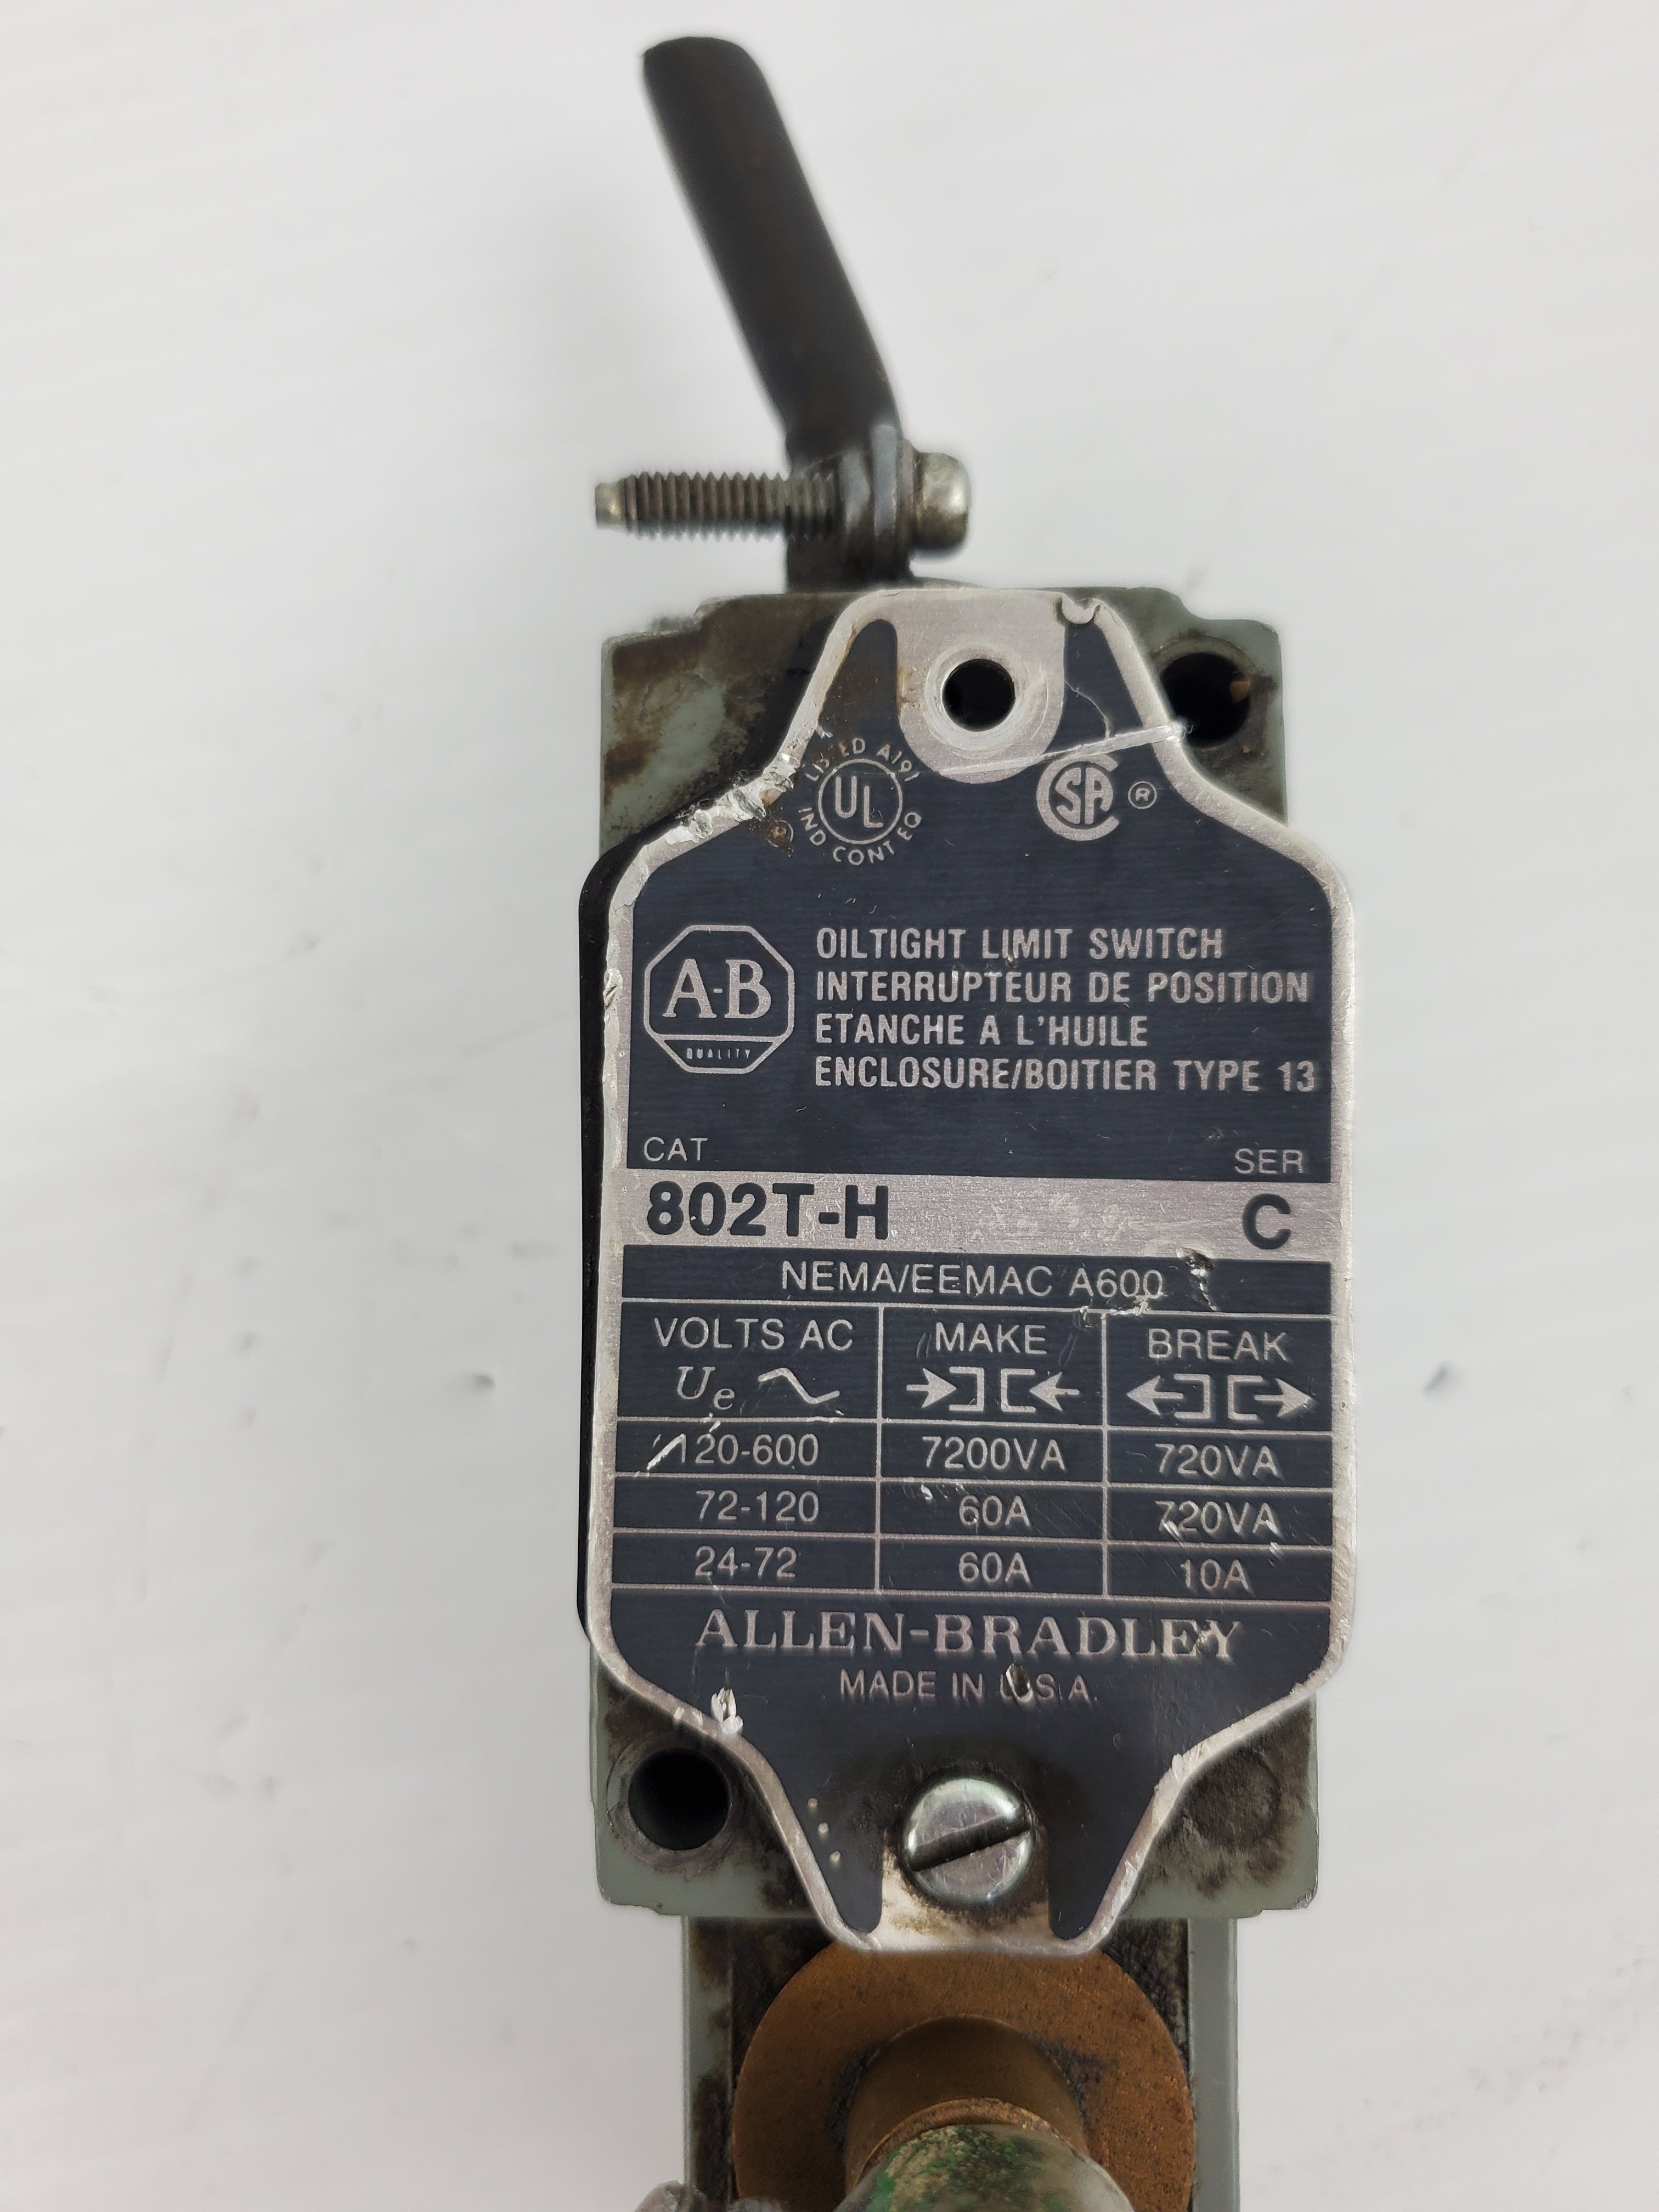 LISTED A197
UL
IND CONT EQ
®
SA ®
A-B
QUALITY
OILTIGHT LIMIT SWITCH
INTERRUPTEUR DE POSITION
ETANCHE A L'HUILE
ENCLOSURE/BOITIER TYPE 13
CAT SER
802T-H C
NEMA/EEMAC A600
VOLTS AC MAKE BREAK
Ue
120-600 7200VA 720VA
72-120 60A 720VA
24-72 60A 10A
ALLEN-BRADLEY
MADE IN U.S.A.